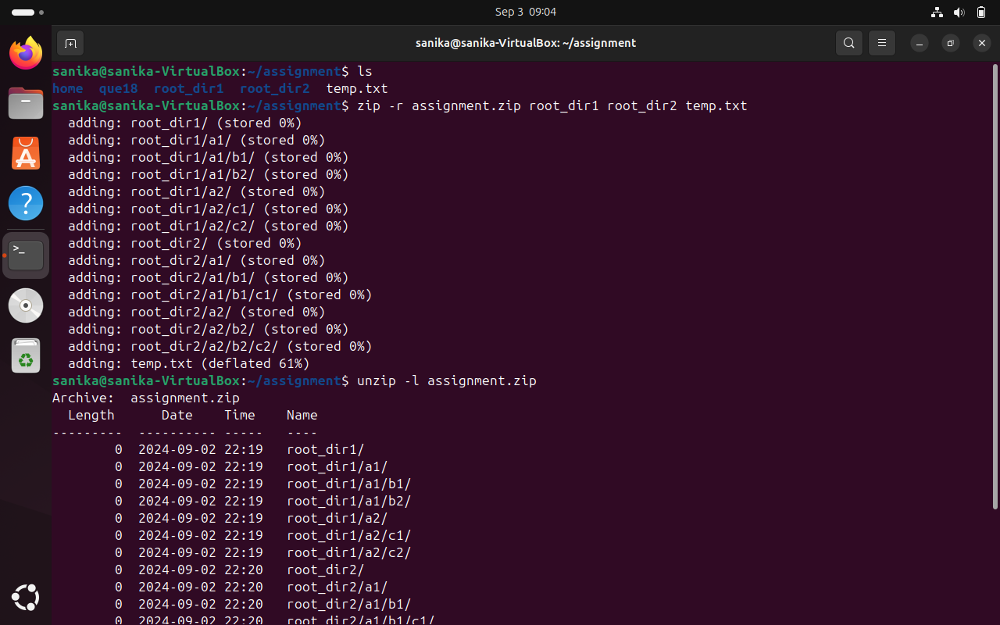 Sep 3 09:04
sanika@sanika-VirtualBox: ~/assignment
sanika@sanika-VirtualBox:~/assignment$ ls
home  que18  root_dir1  root_dir2  temp.txt
sanika@sanika-VirtualBox:~/assignment$ zip -r assignment.zip root_dir1 root_dir2 temp.txt
  adding: root_dir1/ (stored 0%)
  adding: root_dir1/a1/ (stored 0%)
  adding: root_dir1/a1/b1/ (stored 0%)
  adding: root_dir1/a1/b2/ (stored 0%)
  adding: root_dir1/a2/ (stored 0%)
  adding: root_dir1/a2/c1/ (stored 0%)
  adding: root_dir1/a2/c2/ (stored 0%)
  adding: root_dir2/ (stored 0%)
  adding: root_dir2/a1/ (stored 0%)
  adding: root_dir2/a1/b1/ (stored 0%)
  adding: root_dir2/a1/b1/c1/ (stored 0%)
  adding: root_dir2/a2/ (stored 0%)
  adding: root_dir2/a2/b2/ (stored 0%)
  adding: root_dir2/a2/b2/c2/ (stored 0%)
  adding: temp.txt (deflated 61%)
sanika@sanika-VirtualBox:~/assignment$ unzip -l assignment.zip
Archive:  assignment.zip
  Length      Date    Time    Name
---------  ---------- -----   ----
        0  2024-09-02 22:19   root_dir1/
        0  2024-09-02 22:19   root_dir1/a1/
        0  2024-09-02 22:19   root_dir1/a1/b1/
        0  2024-09-02 22:19   root_dir1/a1/b2/
        0  2024-09-02 22:19   root_dir1/a2/
        0  2024-09-02 22:19   root_dir1/a2/c1/
        0  2024-09-02 22:19   root_dir1/a2/c2/
        0  2024-09-02 22:20   root_dir2/
        0  2024-09-02 22:20   root_dir2/a1/
        0  2024-09-02 22:20   root_dir2/a1/b1/
        0  2024-09-02 22:20   root_dir2/a1/b1/c1/